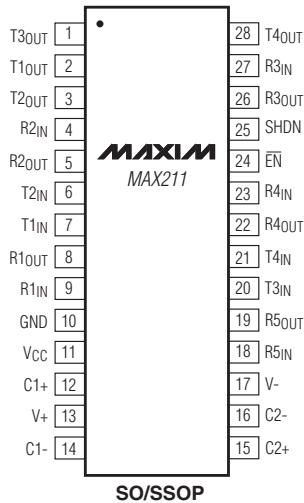 T3OUT 1
T1OUT 2
T2OUT 3
R2IN 4
R2OUT 5
T2IN 6
T1IN 7
R1OUT 8
R1IN 9
GND 10
VCC 11
C1+ 12
V+ 13
C1- 14
MAXIM
MAX211
28 T4OUT
27 R3IN
26 R3OUT
25 SHDN
24 E̅N̅
23 R4IN
22 R4OUT
21 T4IN
20 T3IN
19 R5OUT
18 R5IN
17 V-
16 C2-
15 C2+
SO/SSOP